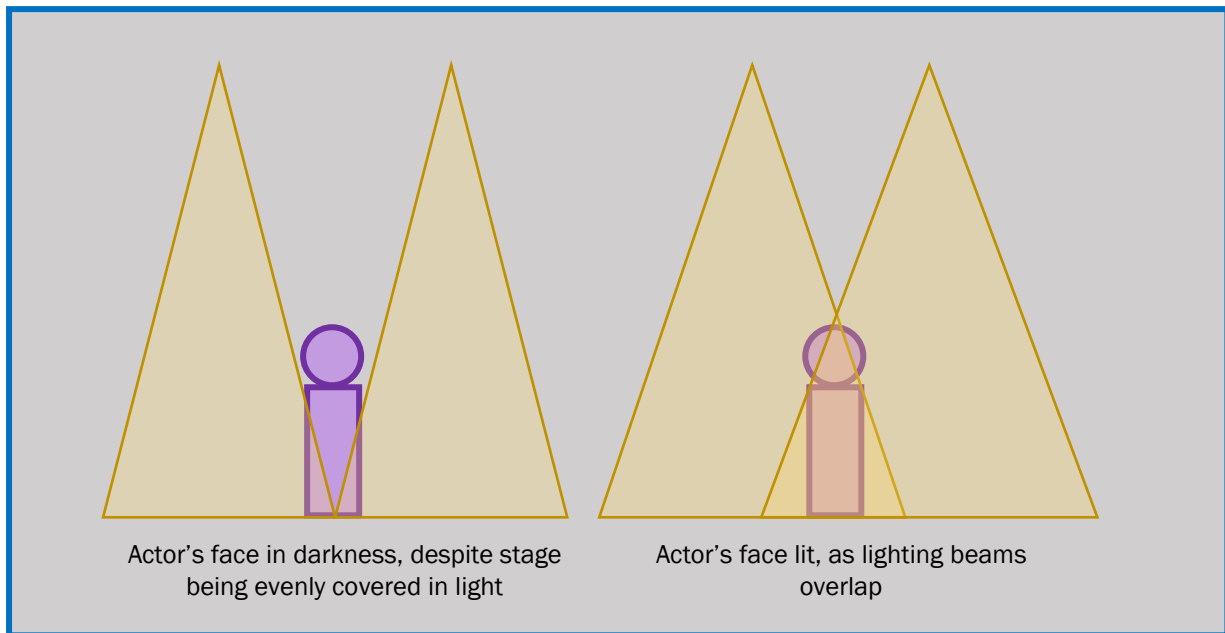 Actor’s face in darkness, despite stage
being evenly covered in light
Actor’s face lit, as lighting beams
overlap